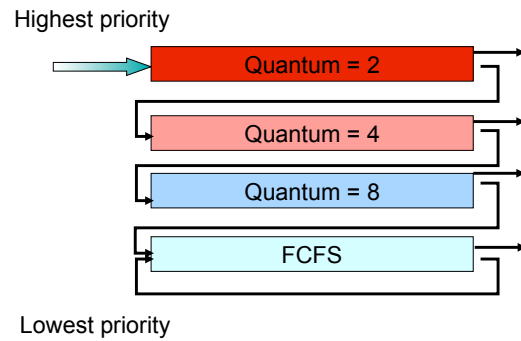 Highest priority
Quantum = 2
Quantum = 4
Quantum = 8
FCFS
Lowest priority